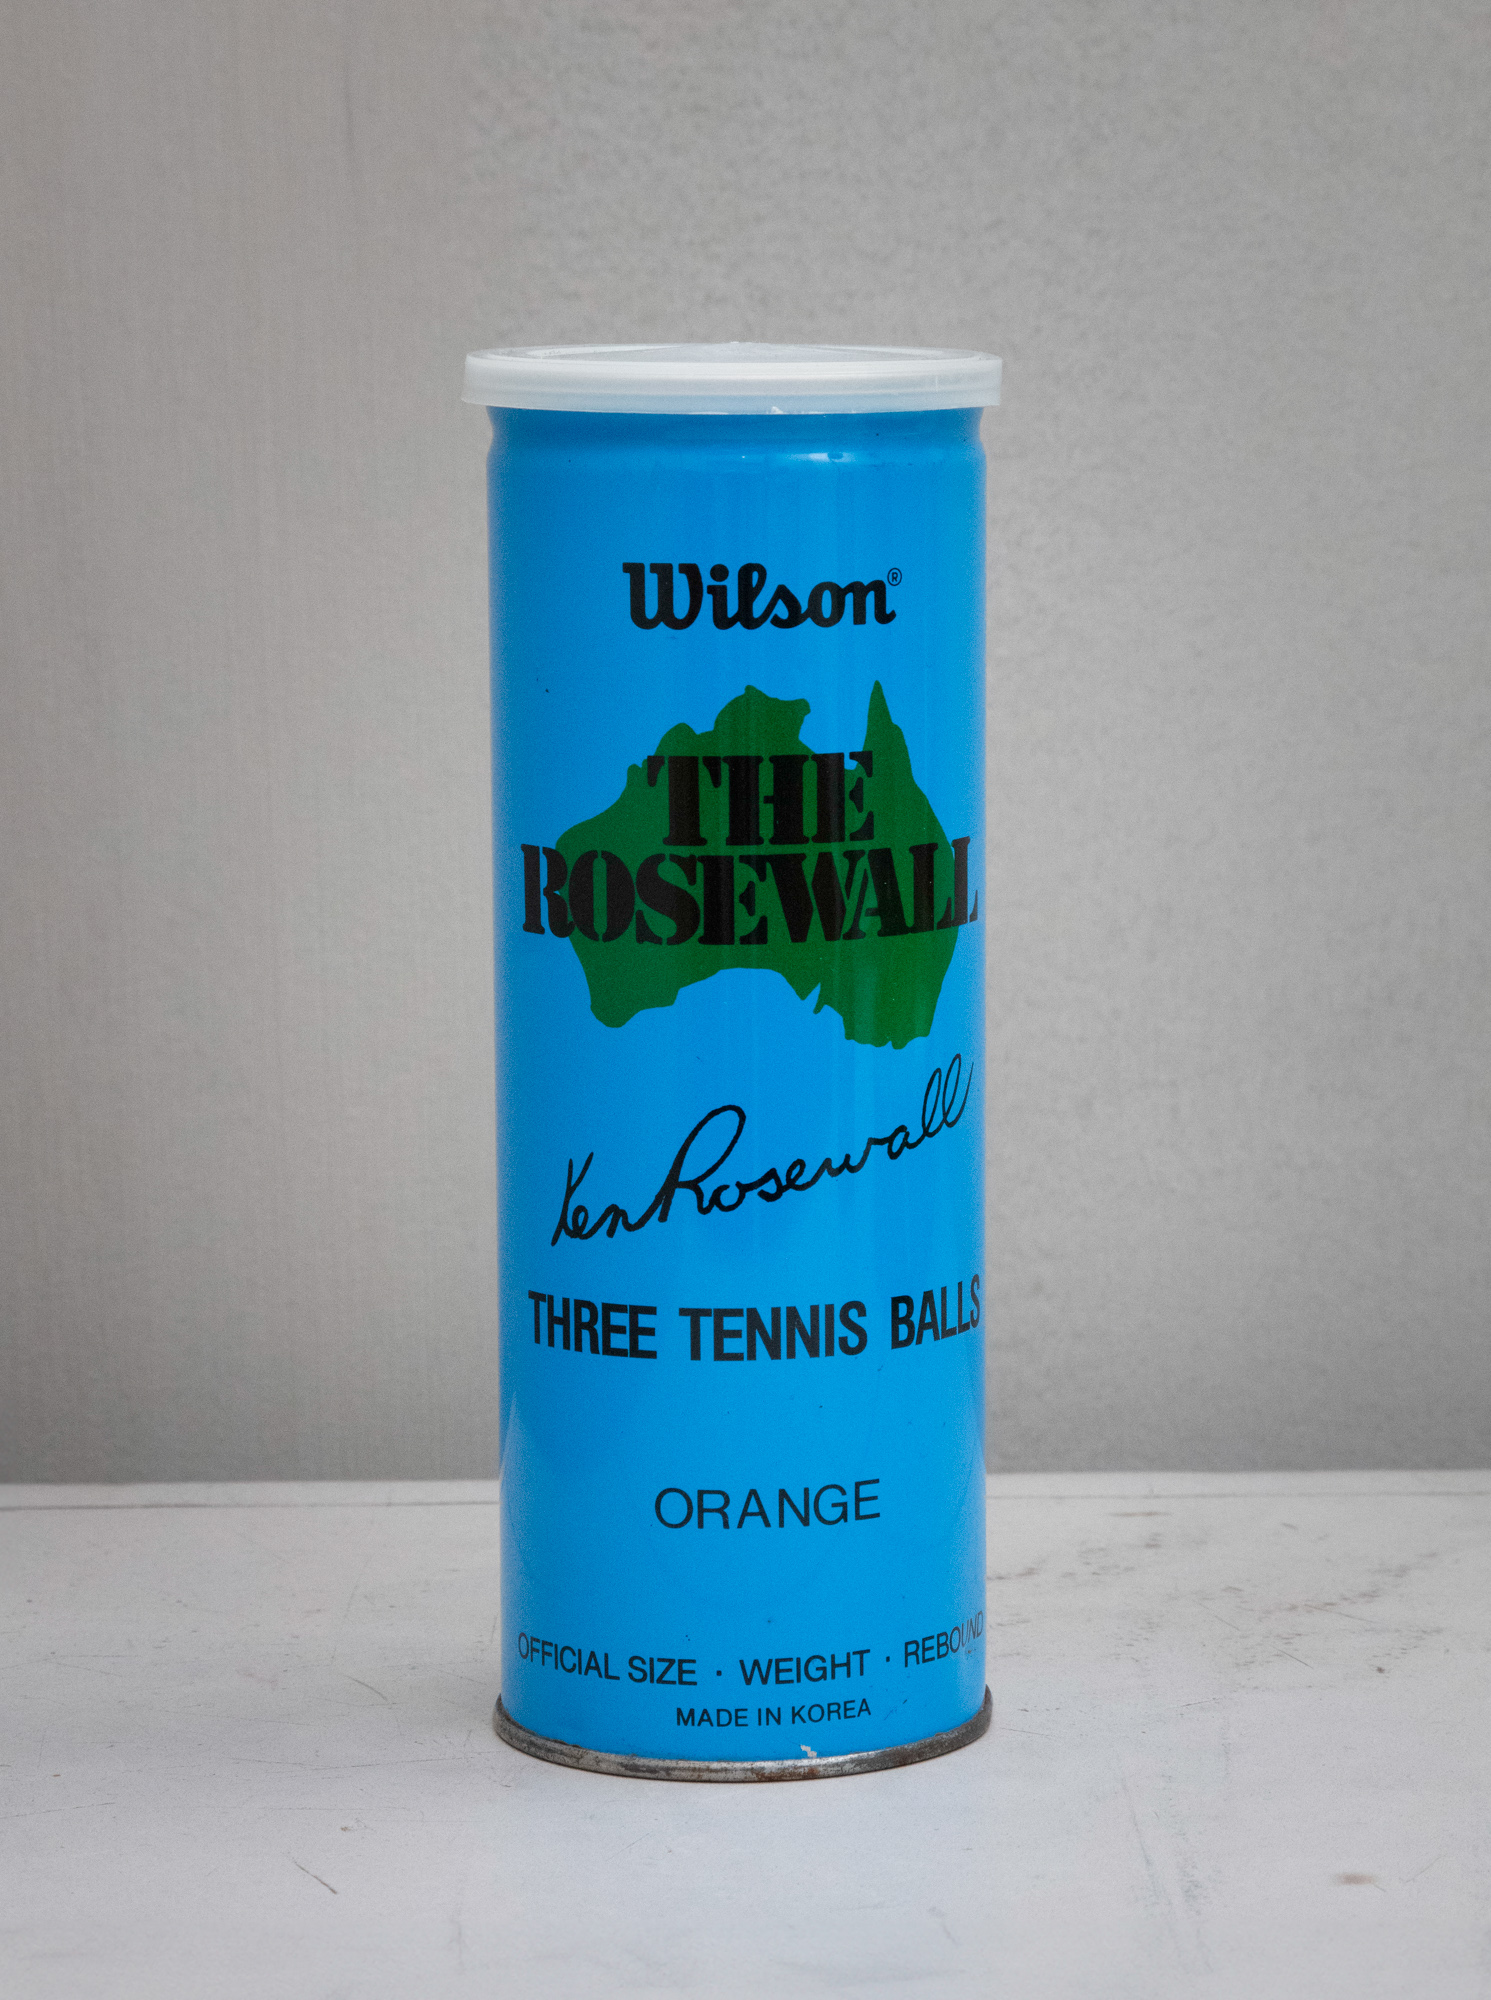 Wilson®
THE
ROSEWALL
Ken Rosewall
THREE TENNIS BALLS
ORANGE
OFFICIAL SIZE · WEIGHT · REBOUND
MADE IN KOREA